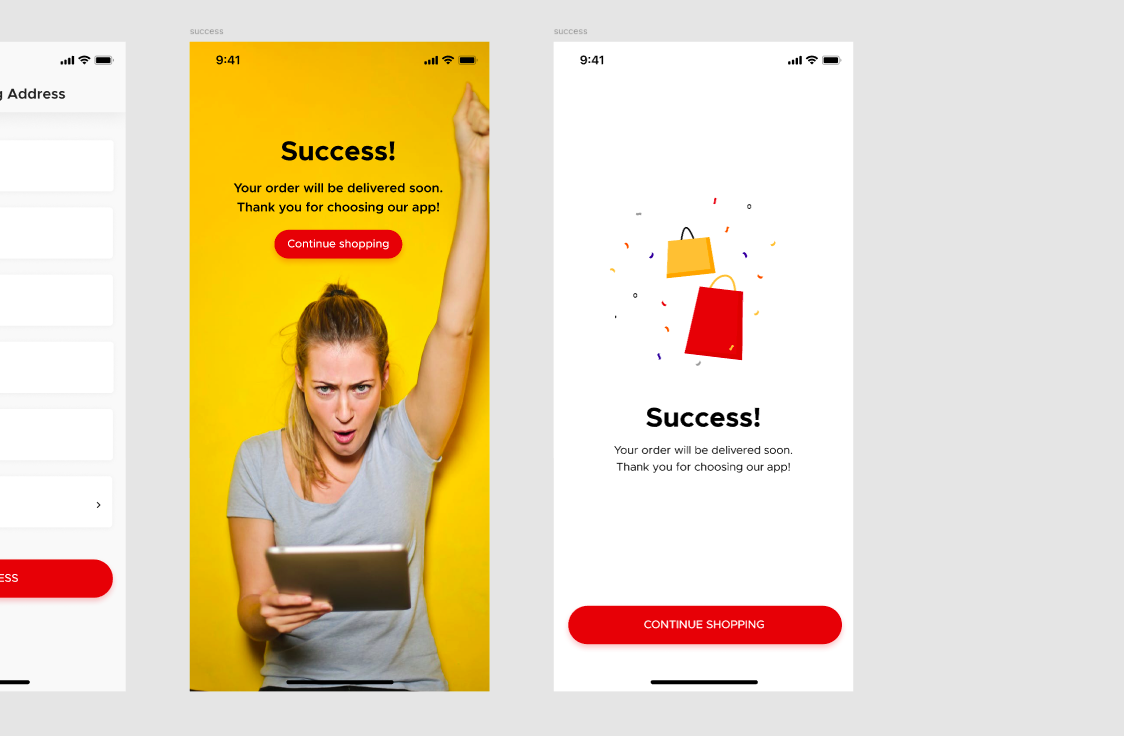 success
success
9:41
9:41
g Address
Success!
Your order will be delivered soon.
Thank you for choosing our app!
Continue shopping
Success!
Your order will be delivered soon.
Thank you for choosing our app!
ESS
CONTINUE SHOPPING